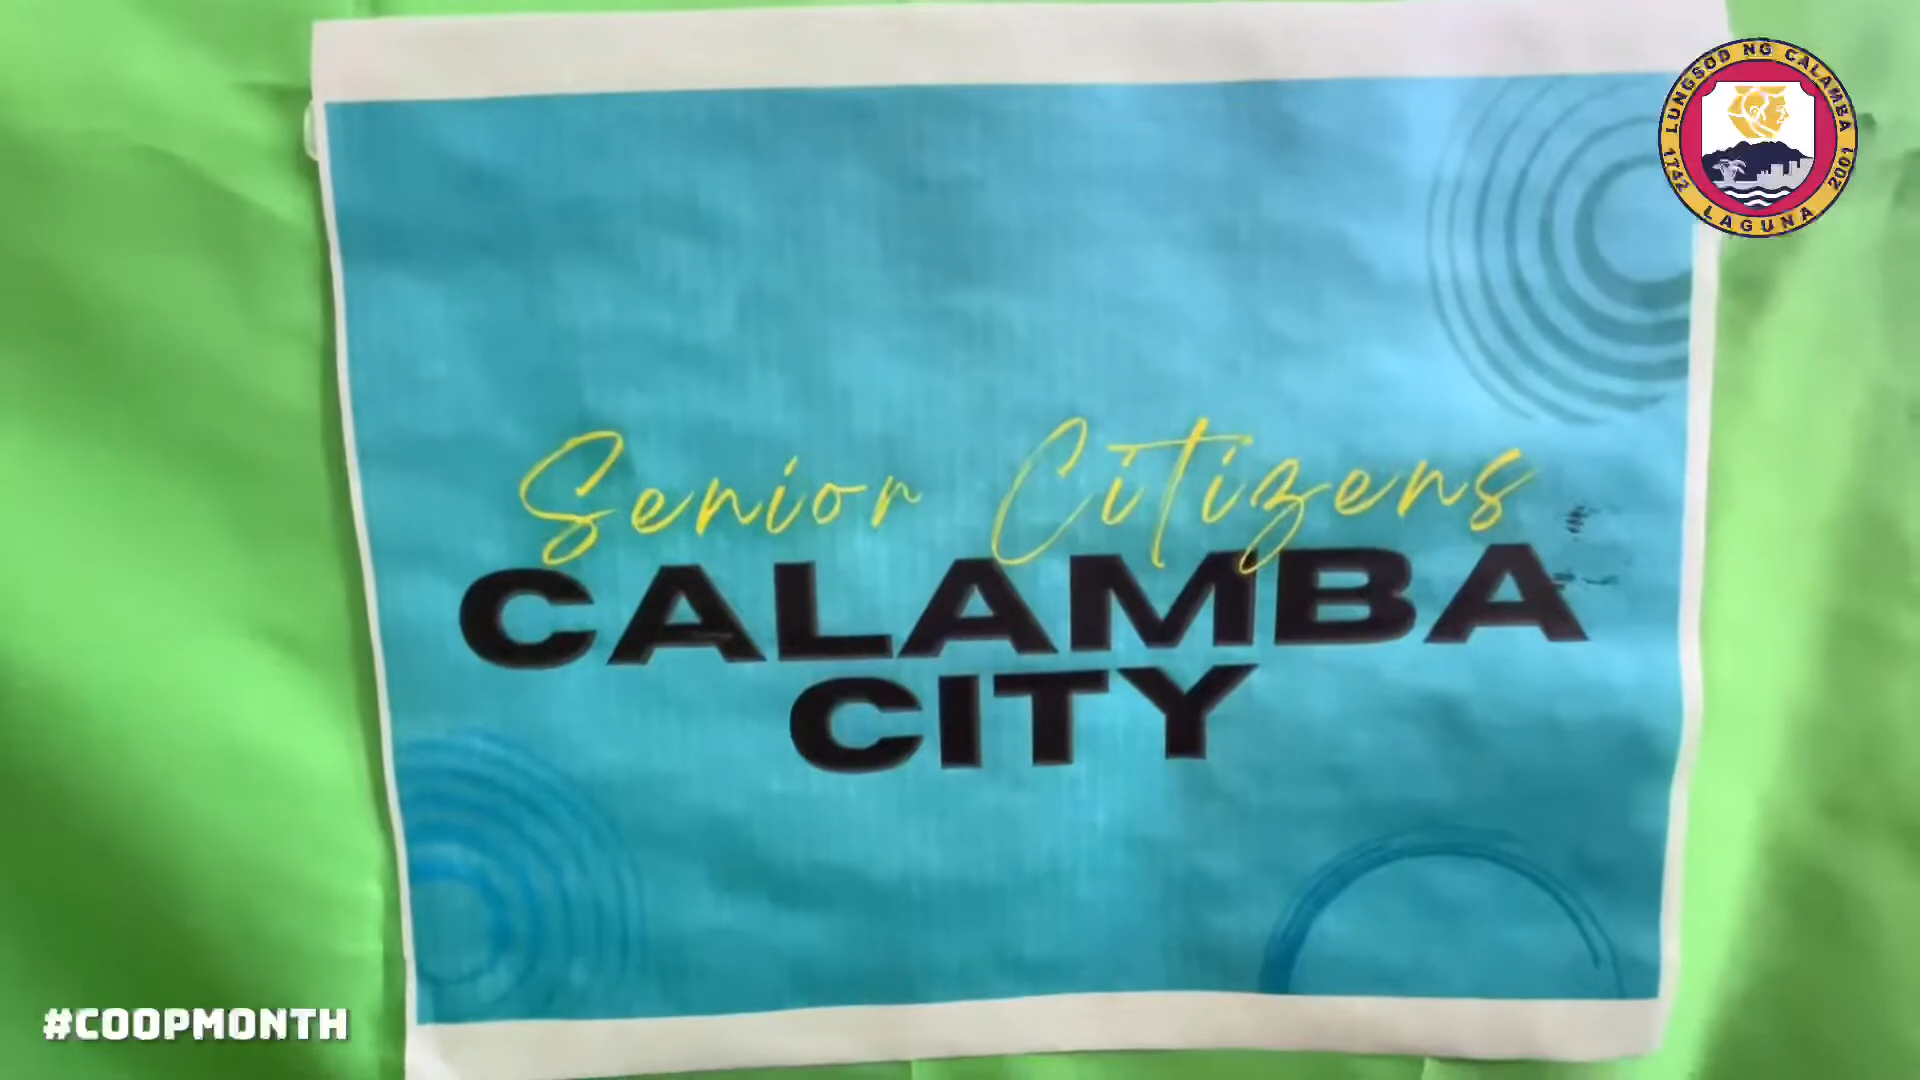 LUNGSOD NG CALAMBA
1742
2001
LAGUNA
Senior Citizens
CALAMBA
CITY
#COOPMONTH